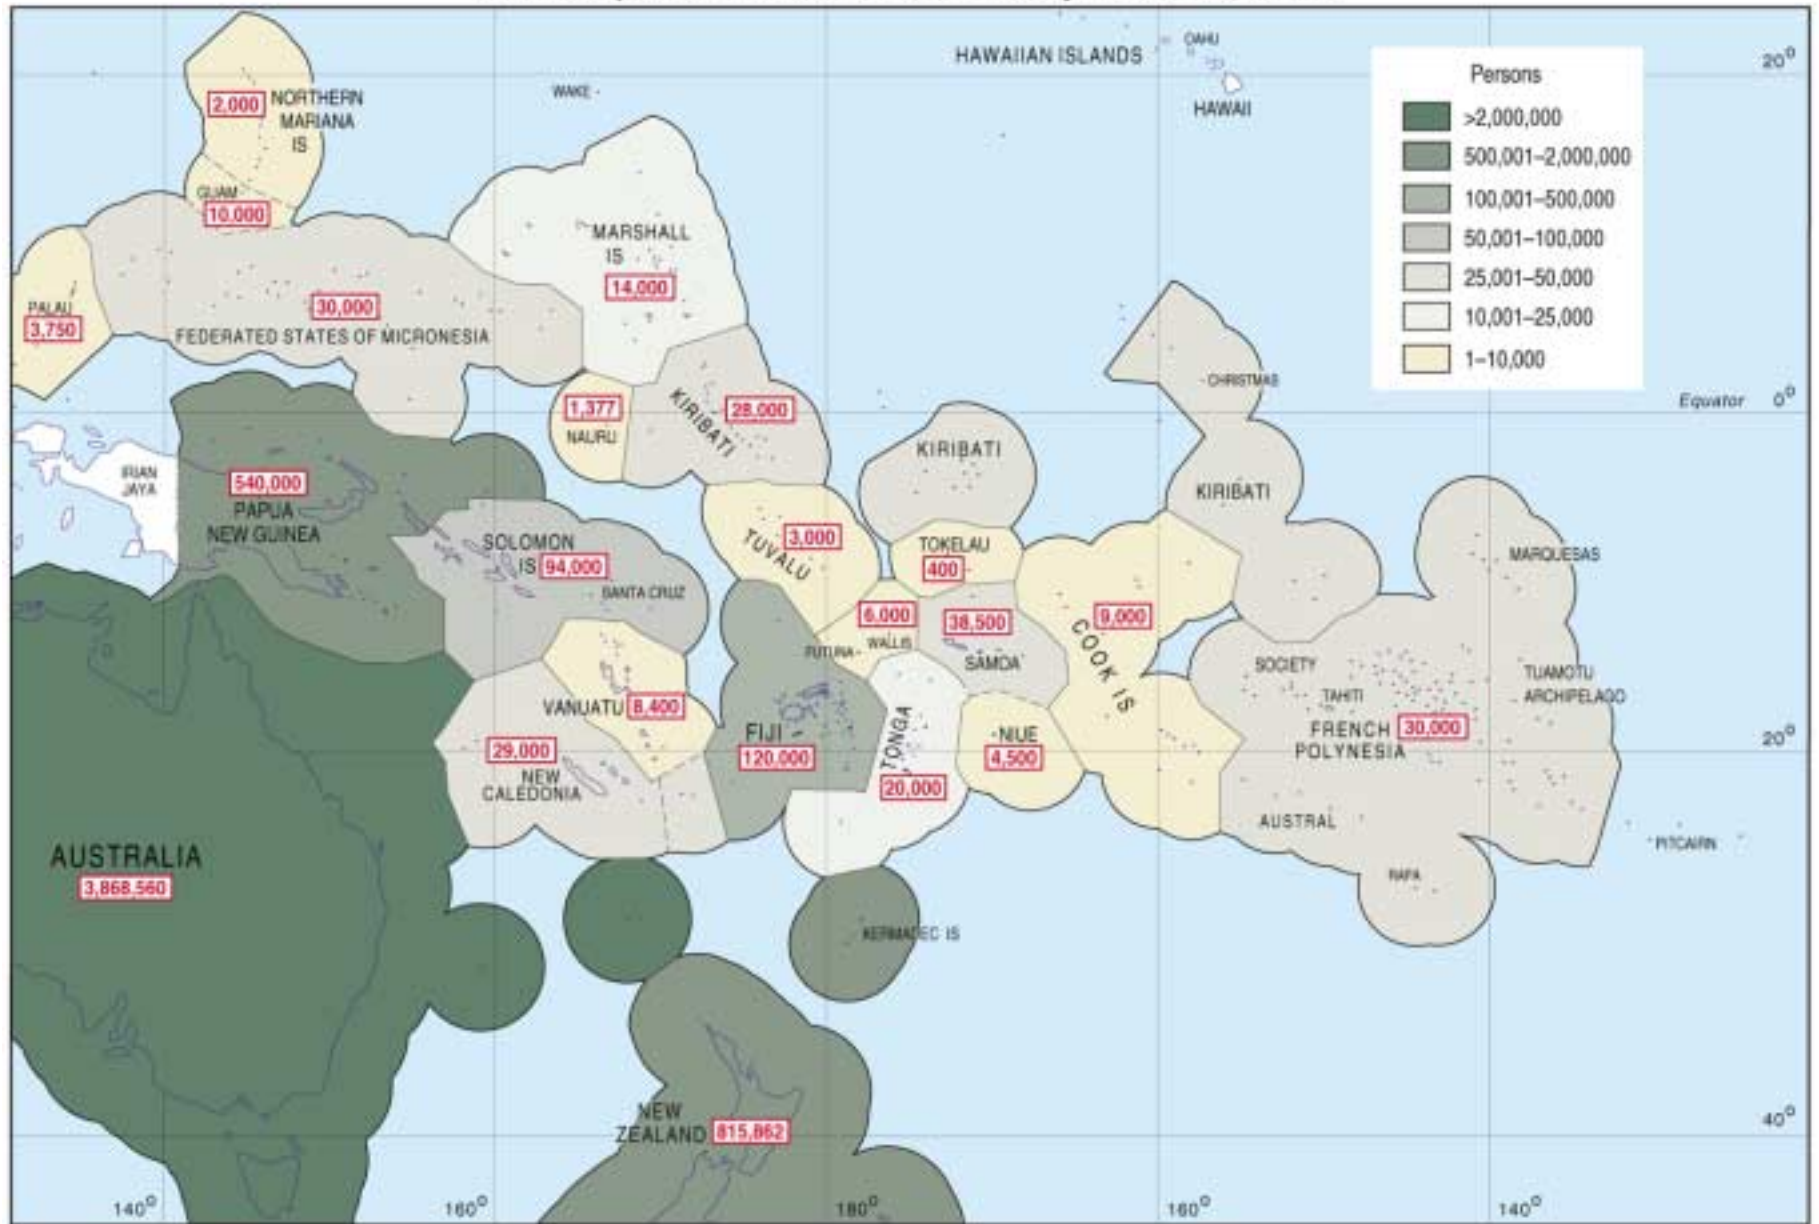 HAWAIIAN ISLANDS
OAHU
HAWAII
20°
Persons
>2,000,000
500,001–2,000,000
100,001–500,000
50,001–100,000
25,001–50,000
10,001–25,000
1–10,000
WAKE
2,000
NORTHERN
MARIANA
IS
GUAM
10,000
MARSHALL
IS
14,000
PALAU
3,750
30,000
FEDERATED STATES OF MICRONESIA
CHRISTMAS
Equator 0°
1,377
NAURU
KIRIBATI
28,000
KIRIBATI
KIRIBATI
IRIAN
JAYA
540,000
PAPUA
NEW GUINEA
SOLOMON
IS 94,000
SANTA CRUZ
TUVALU
3,000
TOKELAU
400
MARQUESAS
6,000
FUTUNA
WALLIS
38,500
SAMOA
COOK IS
9,000
SOCIETY
TAHITI
TUAMOTU
ARCHIPELAGO
FRENCH
POLYNESIA
30,000
VANUATU 8,400
29,000
NEW
CALEDONIA
FIJI
120,000
TONGA
20,000
NIUE
4,500
20°
AUSTRAL
PITCAIRN
RAPA
AUSTRALIA
3,868,560
KERMADEC IS
NEW
ZEALAND 815,862
40°
140°
160°
180°
160°
140°